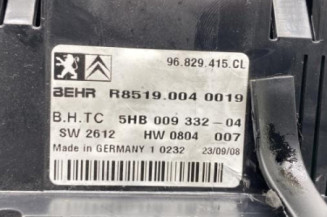 96.829.415.CL
BEHR R8519.004 0019
B.H.TC 5HB 009 332-04
SW 2612 HW 0804 007
Made in GERMANY 1 0232 23/09/08